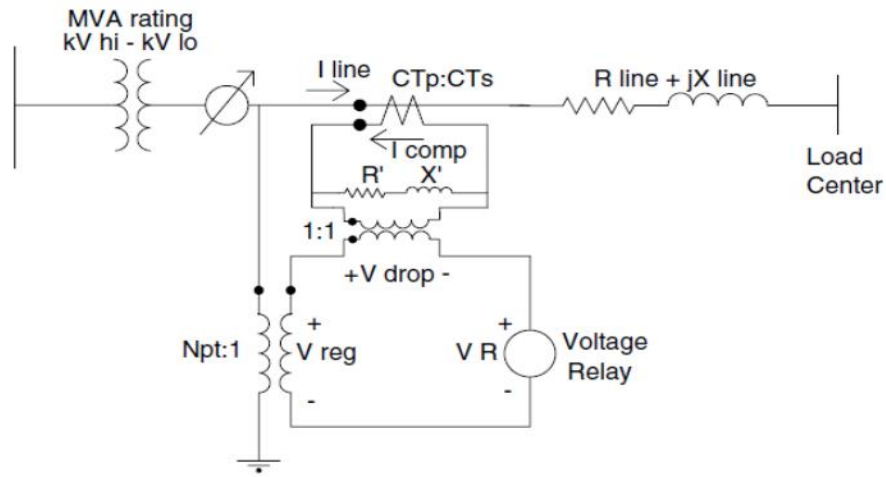 MVA rating
kV hi - kV lo
I line
CTp:CTs
R line + jX line
I comp
Load
Center
R'
X'
1:1
+V drop -
Npt:1
+
V reg
-
+
V R
-
Voltage
Relay